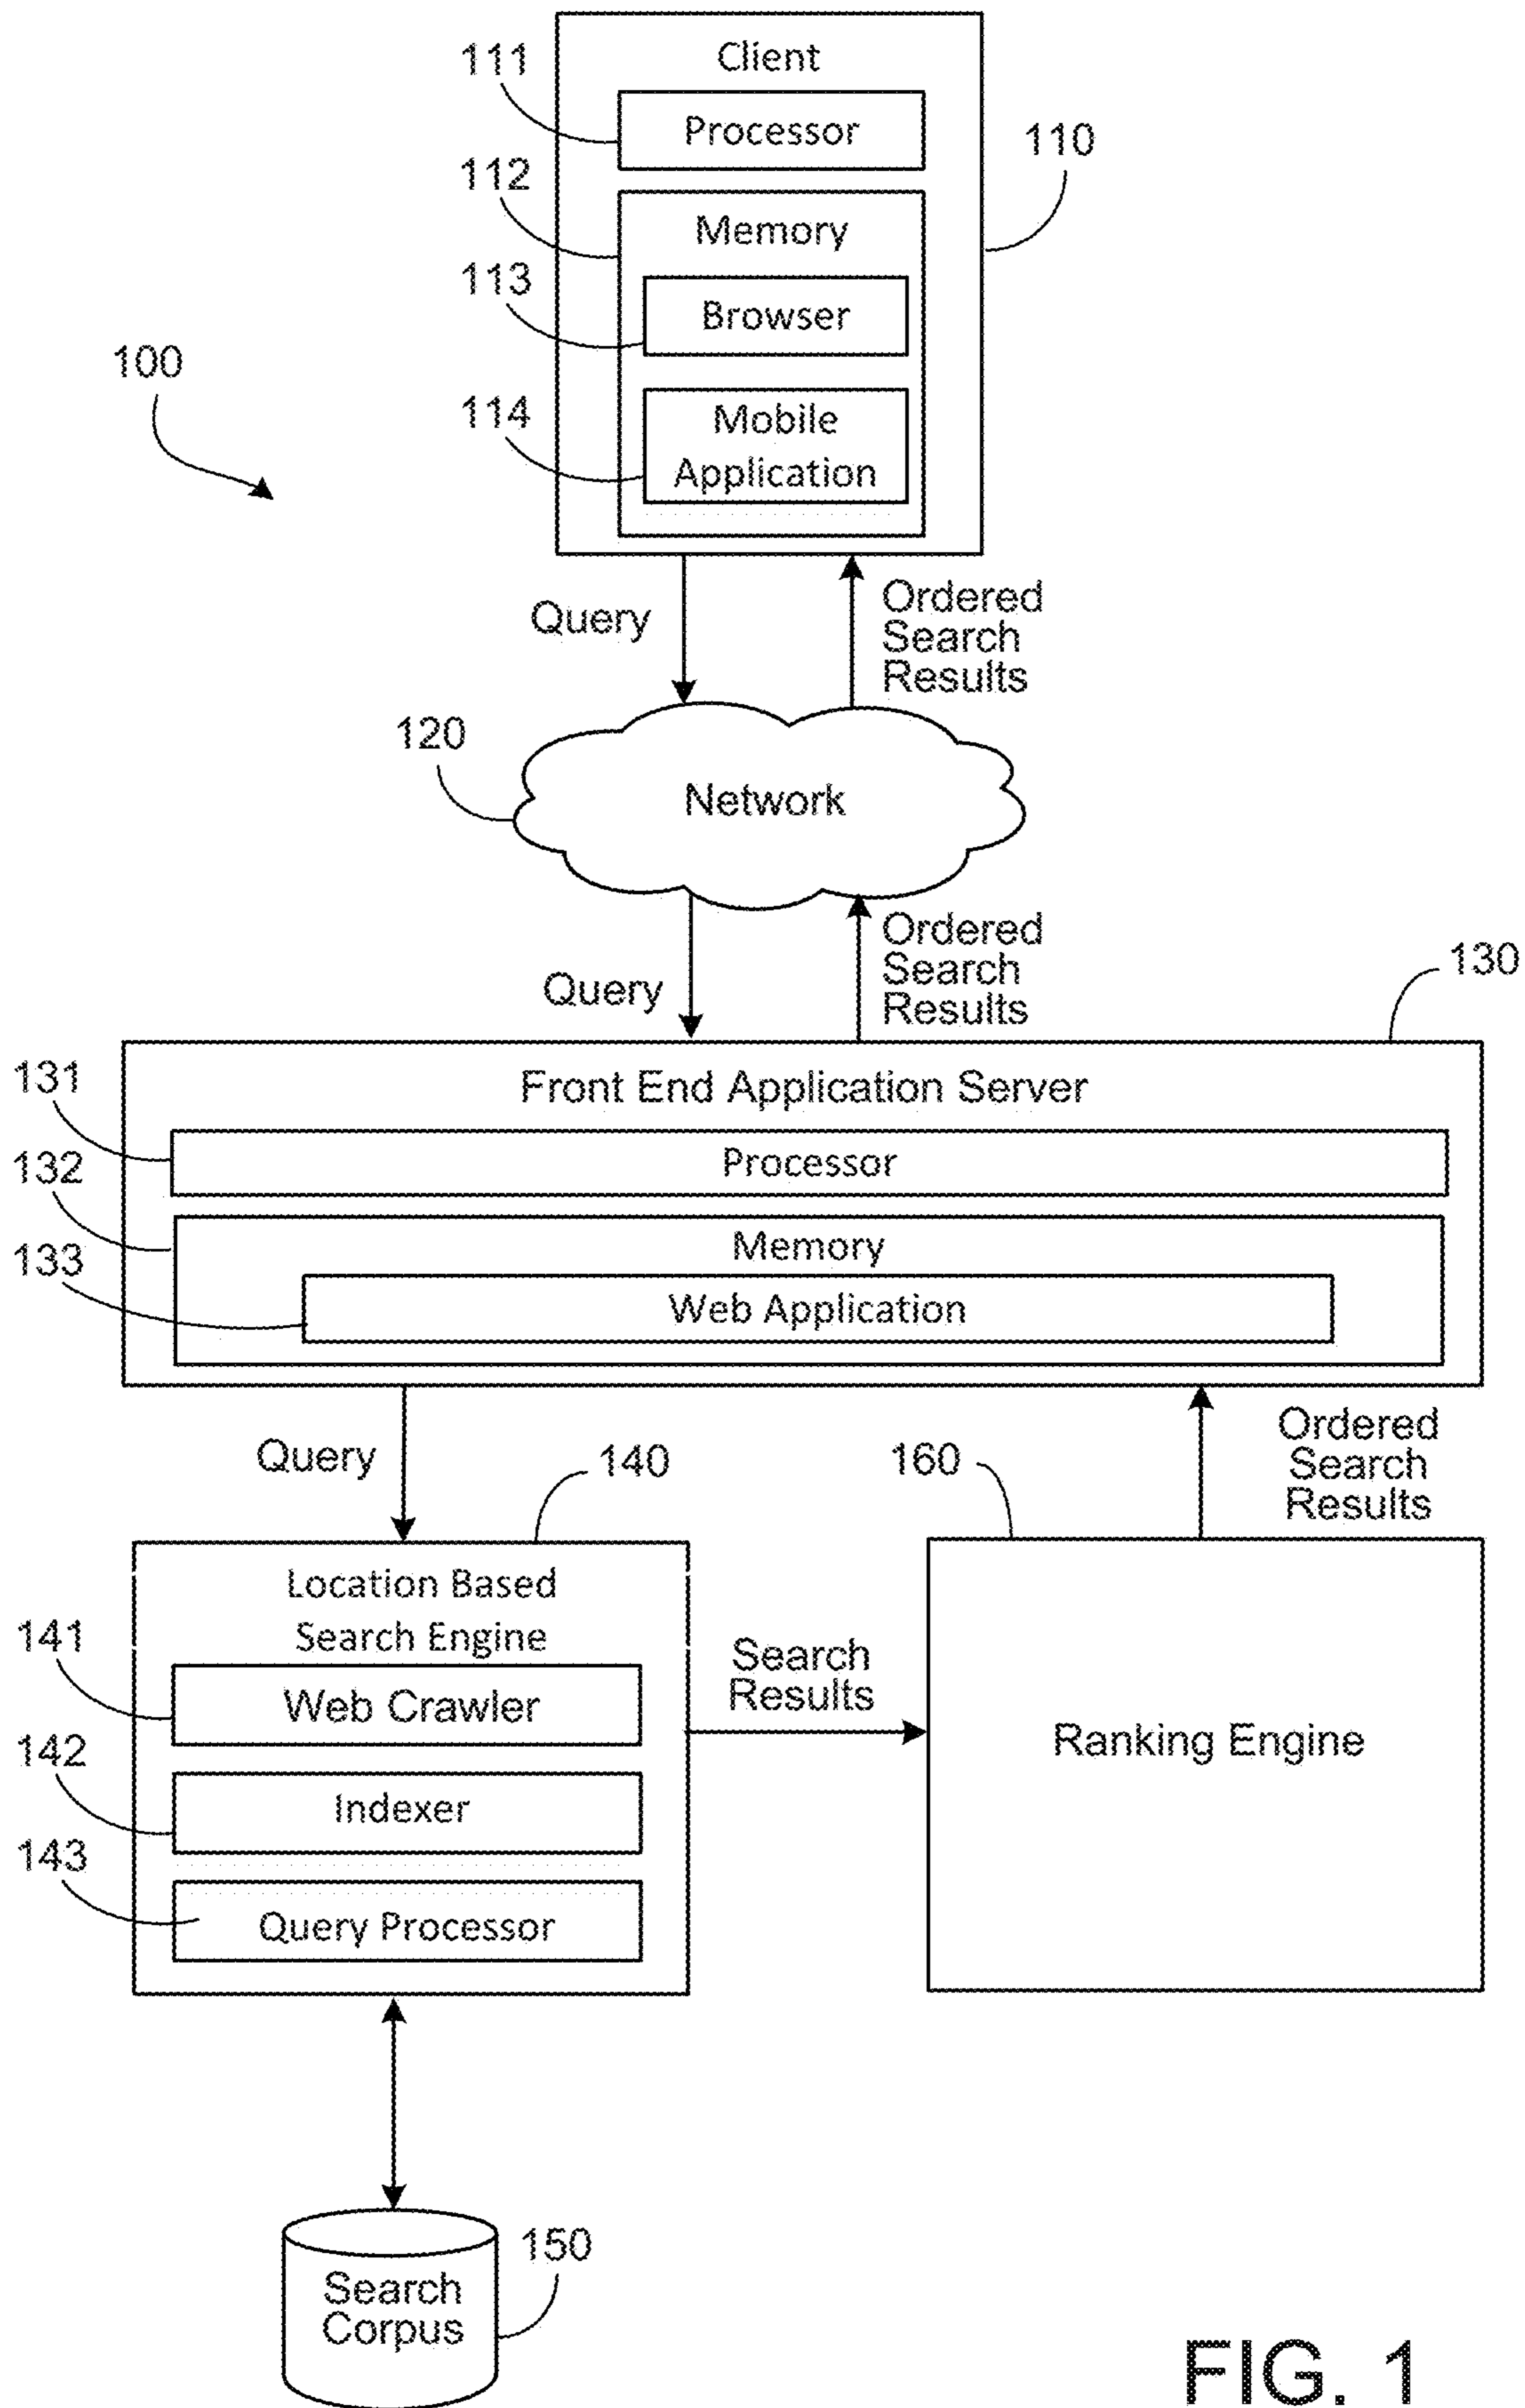 111
Client
Processor
110
112
Memory
113
Browser
100
114
Mobile
Application
Query
Ordered
Search
Results
120
Network
Query
Ordered
Search
Results
130
131
Front End Application Server
Processor
132
Memory
133
Web Application
Query
140
160
Ordered
Search
Results
Location Based
Search Engine
141
Web Crawler
Search
Results
Ranking Engine
142
Indexer
143
Query Processor
150
Search
Corpus
FIG. 1